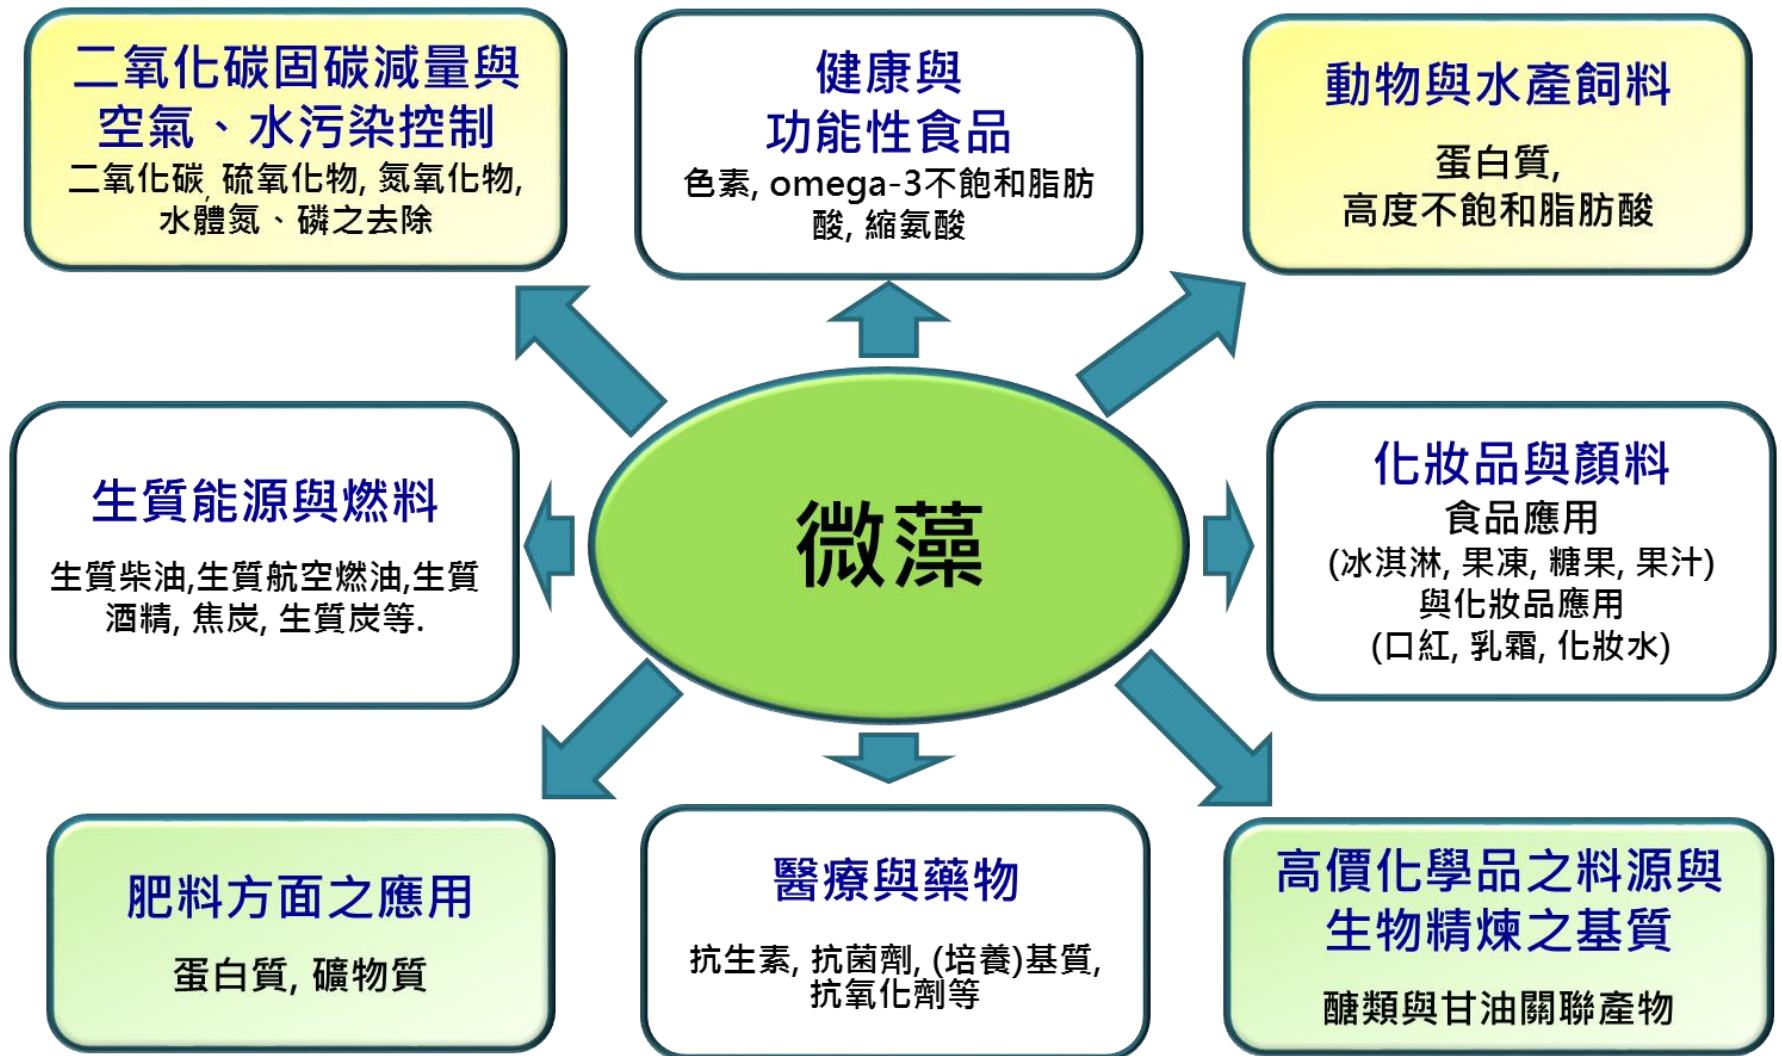 二氧化碳固碳減量與
空氣、水污染控制
二氧化碳, 硫氧化物, 氮氧化物,
水體氮、磷之去除
健康與
功能性食品
色素, omega-3不飽和脂肪
酸, 縮氨酸
動物與水產飼料
蛋白質,
高度不飽和脂肪酸
生質能源與燃料
生質柴油,生質航空燃油,生質
酒精, 焦炭, 生質炭等.
微藻
化妝品與顏料
食品應用
(冰淇淋, 果凍, 糖果, 果汁)
與化妝品應用
(口紅, 乳霜, 化妝水)
肥料方面之應用
蛋白質, 礦物質
醫療與藥物
抗生素, 抗菌劑, (培養)基質,
抗氧化劑等
高價化學品之料源與
生物精煉之基質
醣類與甘油關聯產物